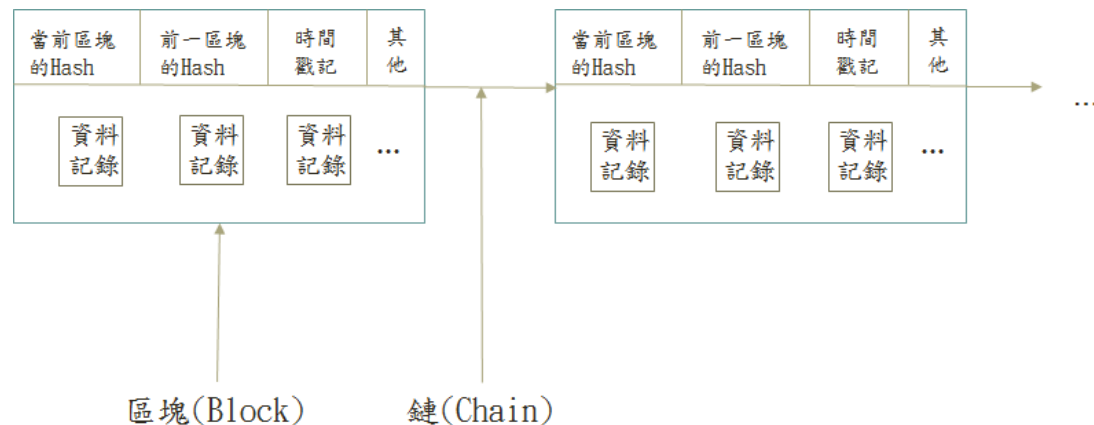 當前區塊
的Hash
前一區塊
的Hash
時間
戳記
其
他
資料
記錄
資料
記錄
資料
記錄
...
當前區塊
的Hash
前一區塊
的Hash
時間
戳記
其
他
資料
記錄
資料
記錄
資料
記錄
...
...
區塊(Block)
鏈(Chain)